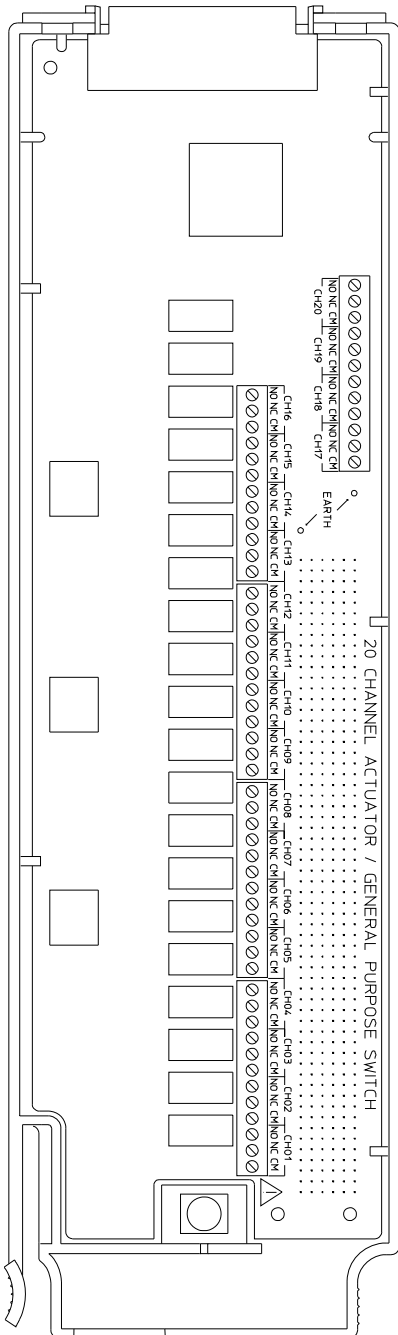 20 CHANNEL ACTUATOR / GENERAL PURPOSE SWITCH
NO NC CM NO NC CM NO NC CM NO NC CM
CH20 CH19 CH18 CH17
EARTH
CH16 CH15 CH14 CH13 CH12 CH11 CH10 CH09 CH08 CH07 CH06 CH05 CH04 CH03 CH02 CH01
NO NC CM NO NC CM NO NC CM NO NC CM NO NC CM NO NC CM NO NC CM NO NC CM NO NC CM NO NC CM NO NC CM NO NC CM NO NC CM NO NC CM NO NC CM NO NC CM
!